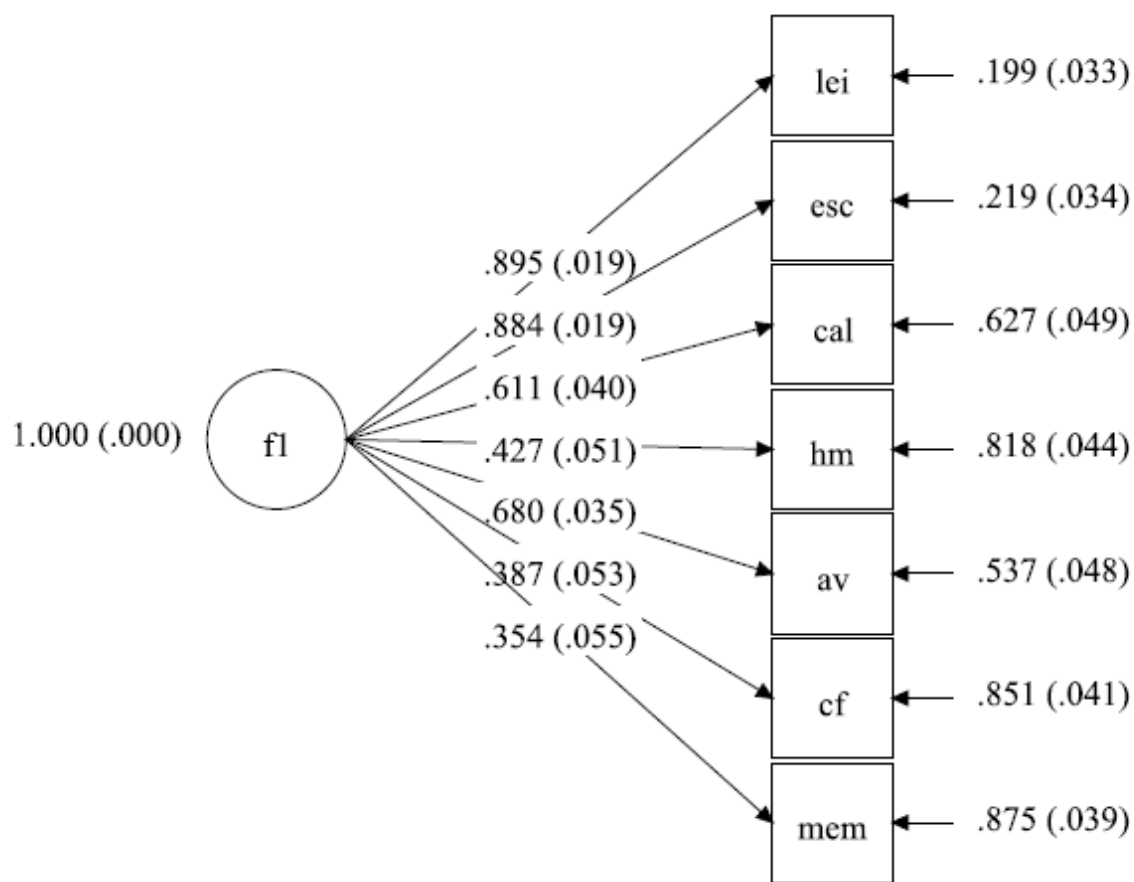 lei
.199 (.033)
esc
.219 (.034)
.895 (.019)
.884 (.019)
cal
.627 (.049)
.611 (.040)
1.000 (.000)
f1
.427 (.051)
hm
.818 (.044)
.680 (.035)
.387 (.053)
av
.537 (.048)
.354 (.055)
cf
.851 (.041)
mem
.875 (.039)